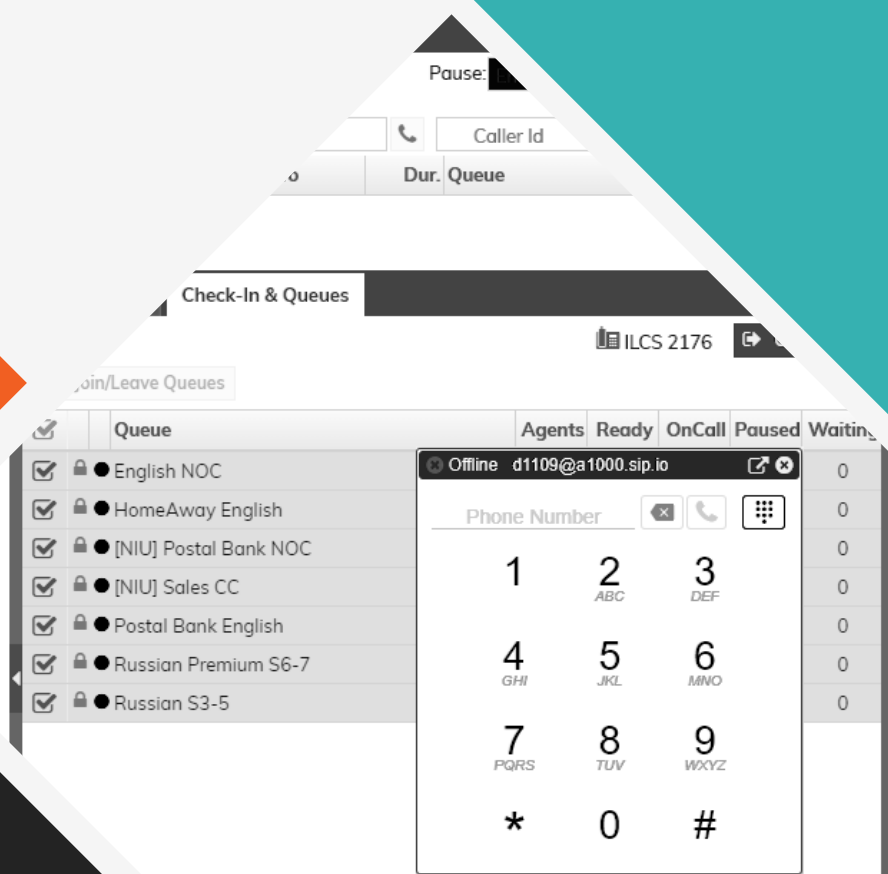 Pause:
Caller Id
Dur. Queue
Check-In & Queues
ILCS 2176
Join/Leave Queues
Queue Agents Ready OnCall Paused Waiting
English NOC 0
HomeAway English 0
[NIU] Postal Bank NOC 0
[NIU] Sales CC 0
Postal Bank English 0
Russian Premium S6-7 0
Russian S3-5 0
Offline d1109@a1000.sip.io
Phone Number
1 2 3
ABC DEF
4 5 6
GHI JKL MNO
7 8 9
PQRS TUV WXYZ
* 0 #